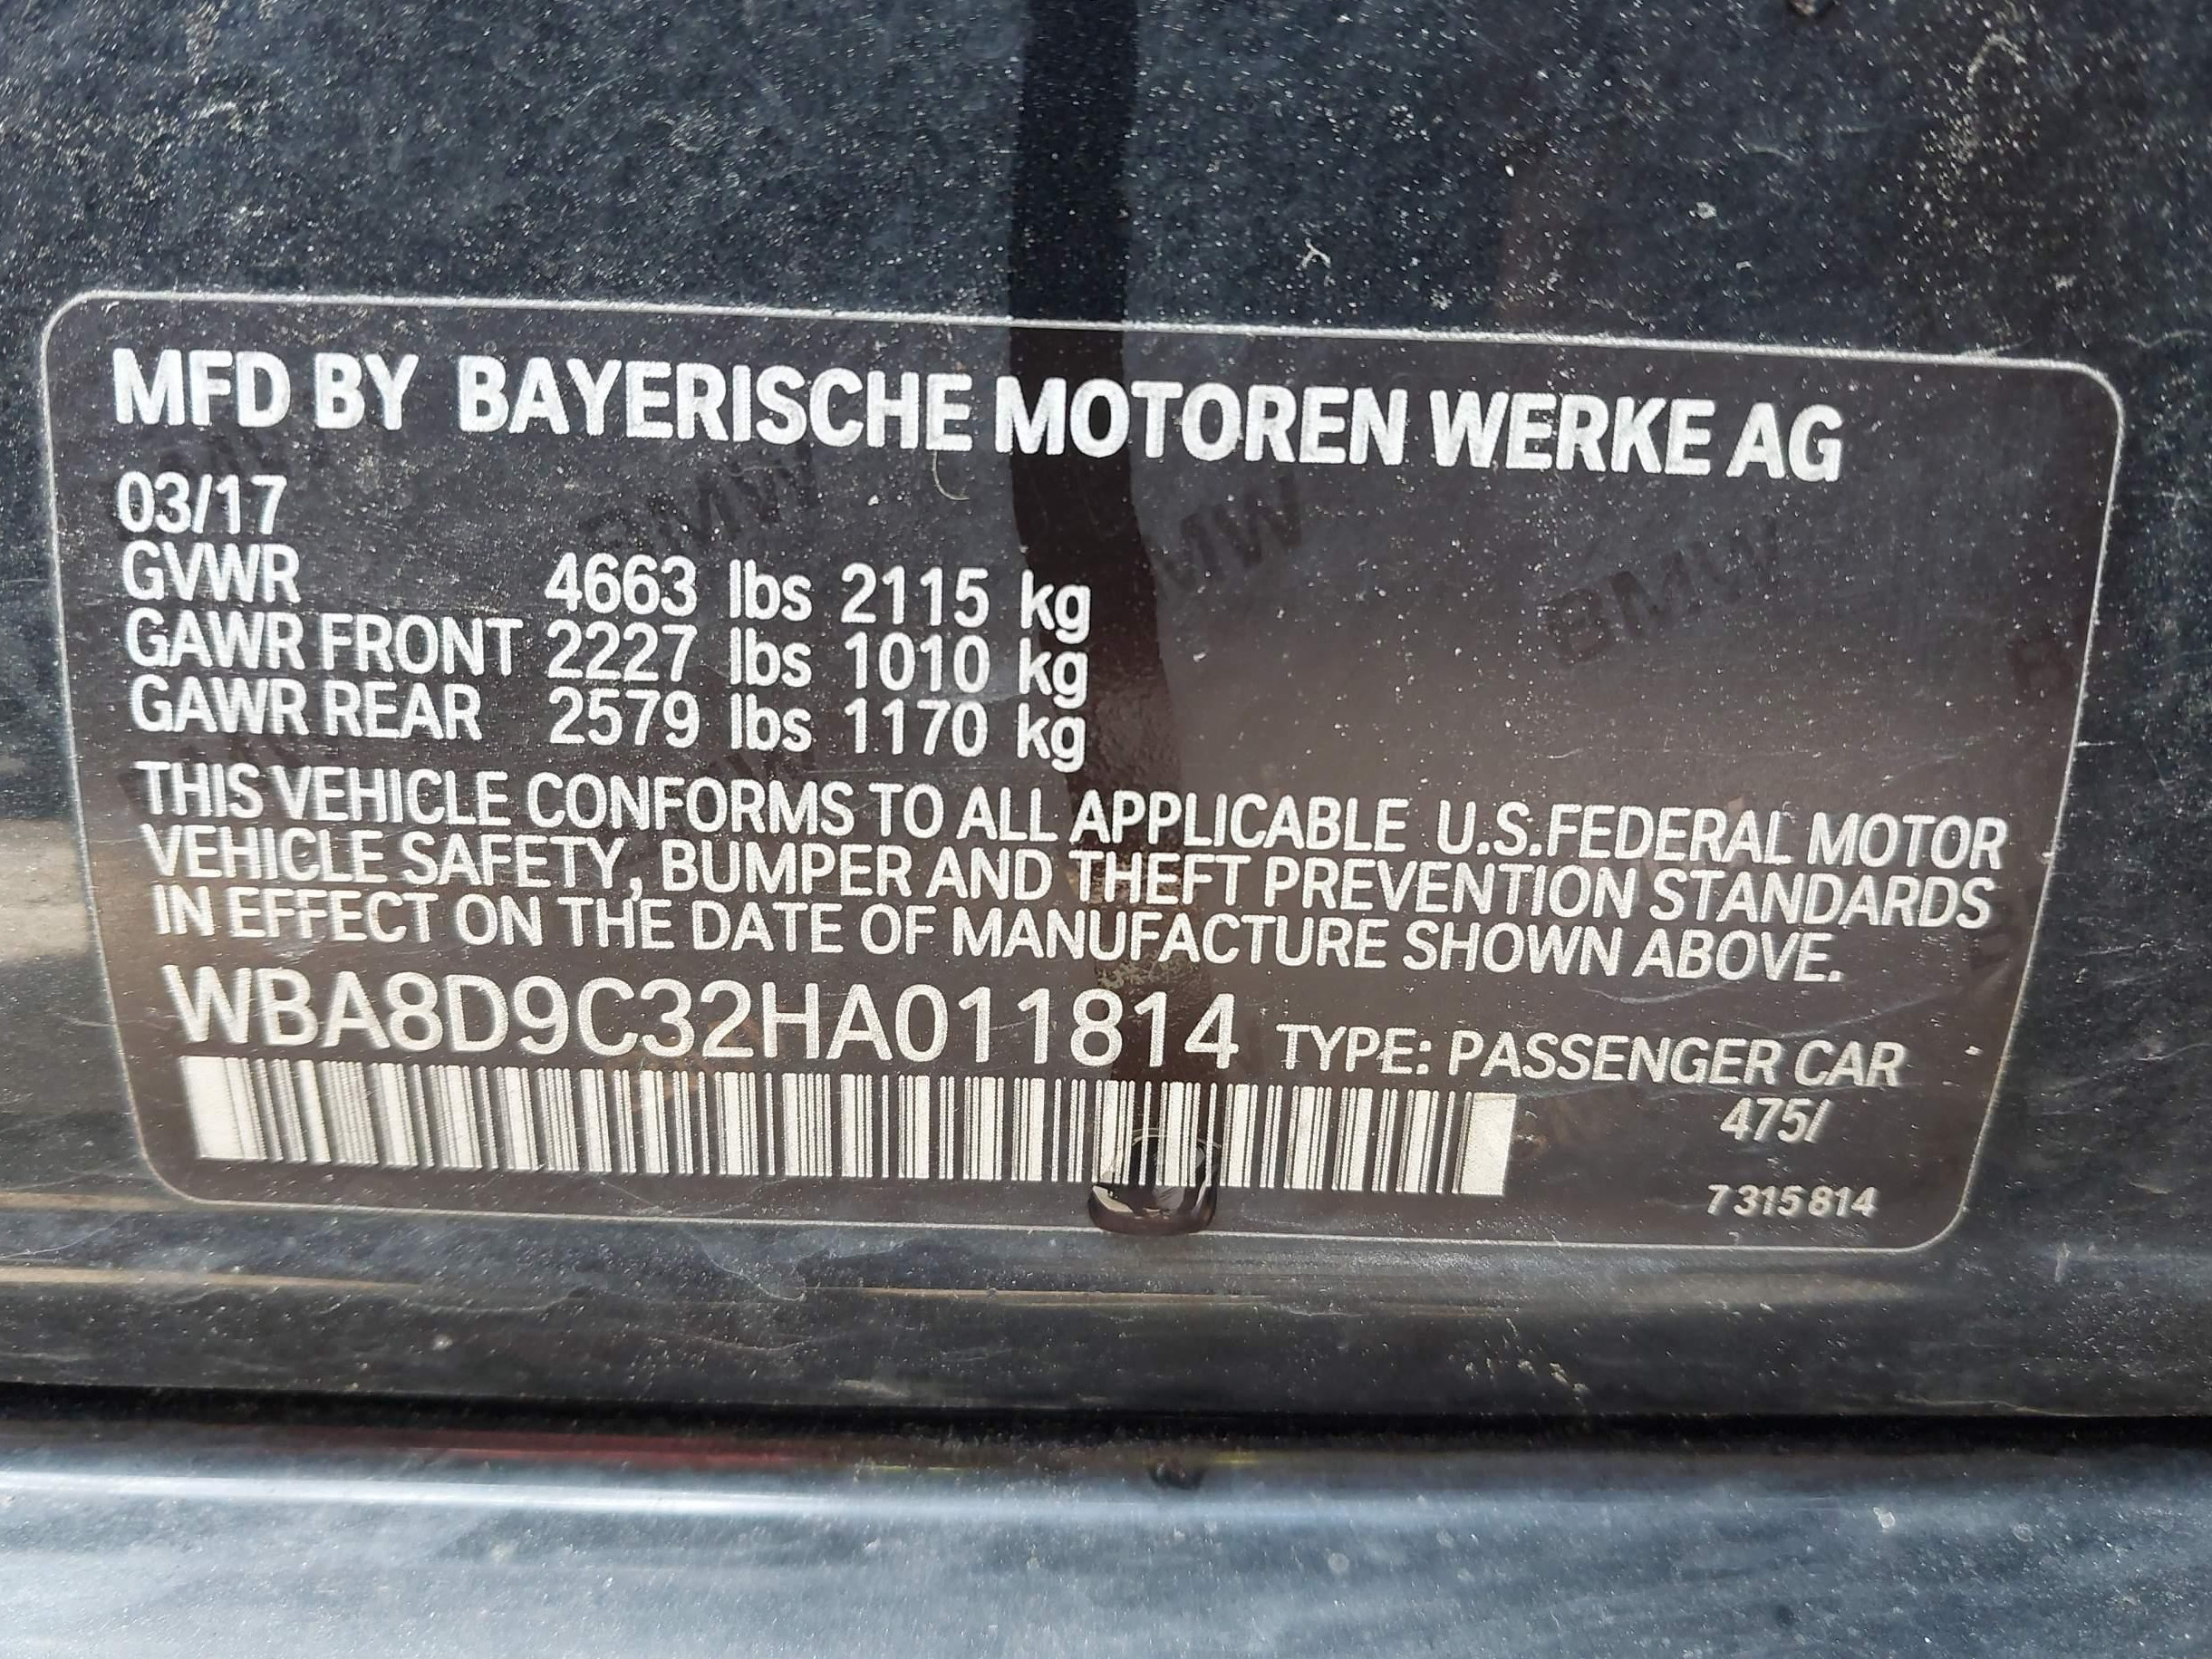 MFD BY BAYERISCHE MOTOREN WERKE AG
03/17
GVWR 4663 lbs 2115 kg
GAWR FRONT 2227 lbs 1010 kg
GAWR REAR 2579 lbs 1170 kg
THIS VEHICLE CONFORMS TO ALL APPLICABLE U.S.FEDERAL MOTOR
VEHICLE SAFETY, BUMPER AND THEFT PREVENTION STANDARDS
IN EFFECT ON THE DATE OF MANUFACTURE SHOWN ABOVE.
WBA8D9C32HA011814 TYPE: PASSENGER CAR
475/
7 315 814